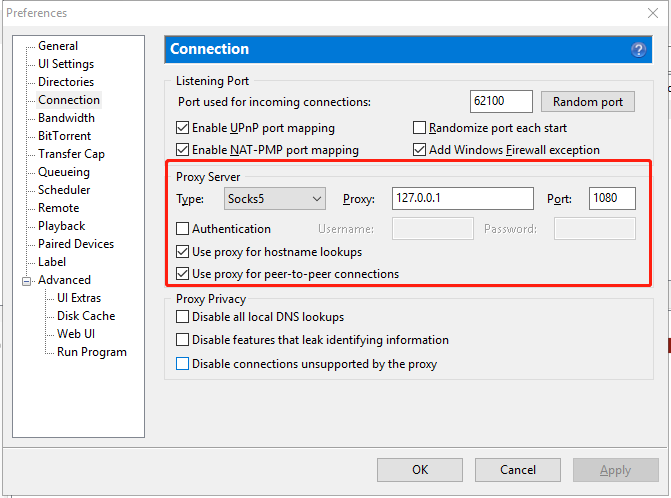 Preferences
General
UI Settings
Directories
Connection
Bandwidth
BitTorrent
Transfer Cap
Queueing
Scheduler
Remote
Playback
Paired Devices
Label
Advanced
UI Extras
Disk Cache
Web UI
Run Program
Connection
Listening Port
Port used for incoming connections: 62100 Random port
Enable UPnP port mapping Randomize port each start
Enable NAT-PMP port mapping Add Windows Firewall exception
Proxy Server
Type: Socks5 Proxy: 127.0.0.1 Port: 1080
Authentication Username: Password:
Use proxy for hostname lookups
Use proxy for peer-to-peer connections
Proxy Privacy
Disable all local DNS lookups
Disable features that leak identifying information
Disable connections unsupported by the proxy
OK Cancel Apply